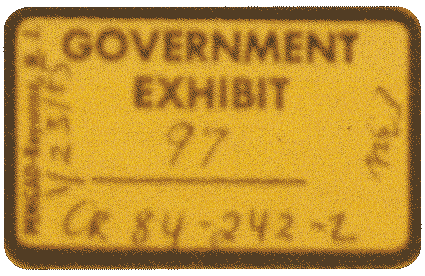 GOVERNMENT
EXHIBIT
97
CR 84-242-2